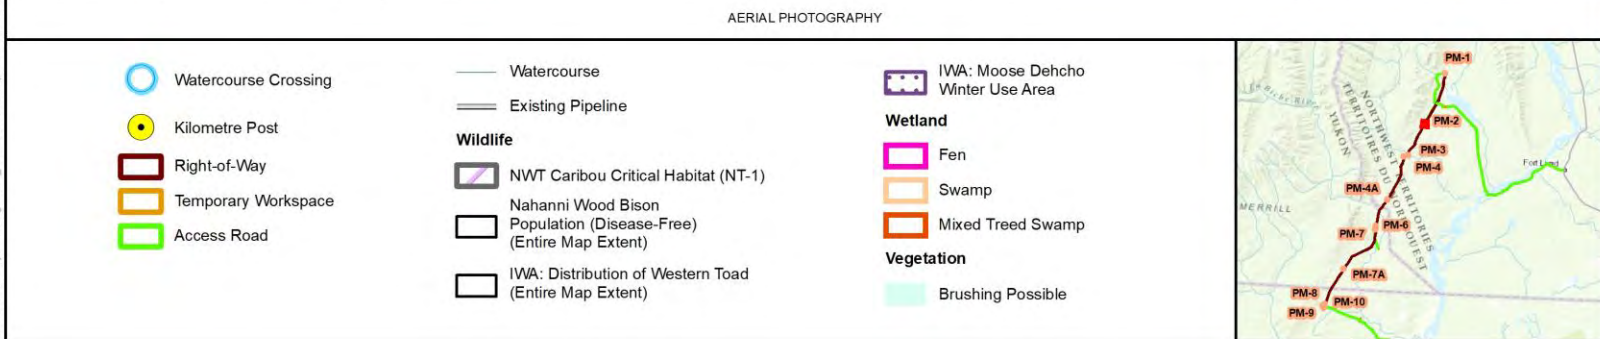 AERIAL PHOTOGRAPHY
Watercourse Crossing
Kilometre Post
Right-of-Way
Temporary Workspace
Access Road
Watercourse
Existing Pipeline
Wildlife
NWT Caribou Critical Habitat (NT-1)
Nahanni Wood Bison
Population (Disease-Free)
(Entire Map Extent)
IWA: Distribution of Western Toad
(Entire Map Extent)
IWA: Moose Dehcho
Winter Use Area
Wetland
Fen
Swamp
Mixed Treed Swamp
Vegetation
Brushing Possible
PM-1
PM-2
PM-3
PM-4
PM-4A
PM-6
PM-7
PM-7A
PM-8
PM-10
PM-9
YUKON
NORTHWEST TERRITORIES
TERRITOIRES DU NORD-OUEST
MERRILL